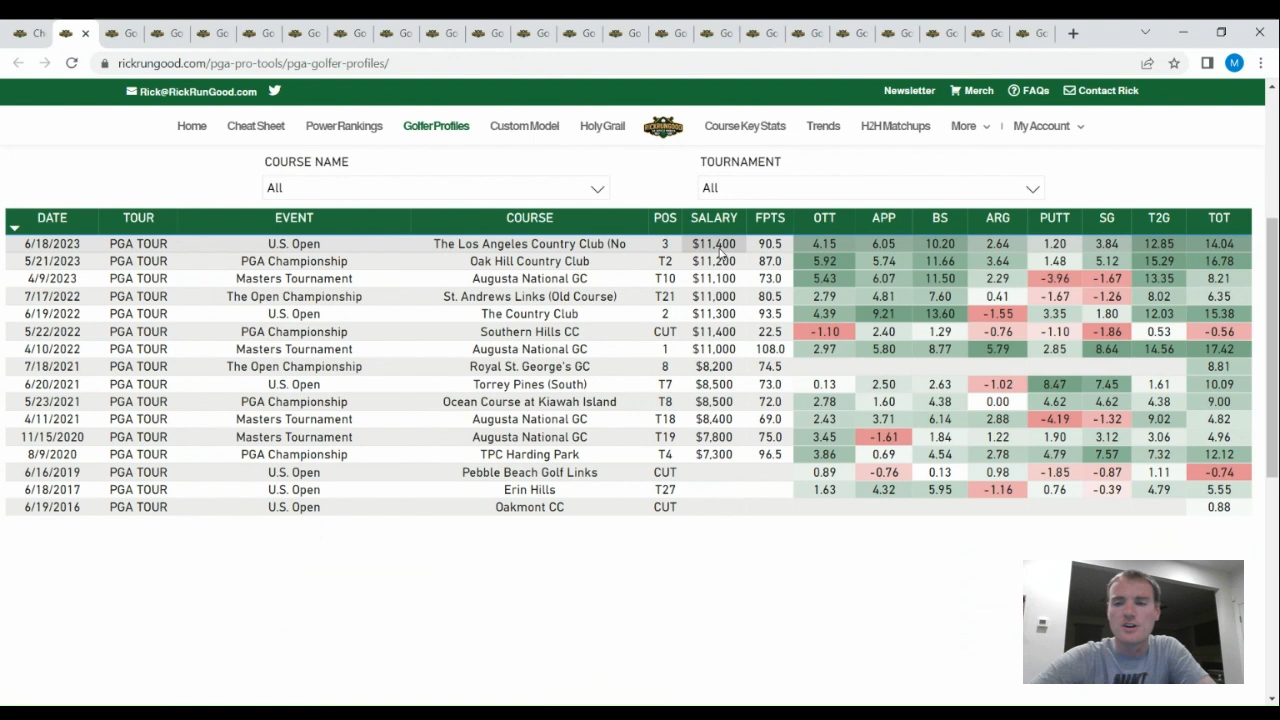 Ch Go Go Go Go Go Go Go Go Go Go Go Go Go Go Go Go Go Go Go Go
rickrungood.com/pga-pro-tools/pga-golfer-profiles/ M
Rick@RickRunGood.com Newsletter Merch FAQs Contact Rick
Home Cheat Sheet Power Rankings Golfer Profiles Custom Model Holy Grail RICKRUNGOOD Course Key Stats Trends H2H Matchups More My Account
COURSE NAME TOURNAMENT
All All
DATE TOUR EVENT COURSE POS SALARY FPTS OTT APP BS ARG PUTT SG T2G TOT
6/18/2023 PGA TOUR U.S. Open The Los Angeles Country Club (No 3 $11,400 90.5 4.15 6.05 10.20 2.64 1.20 3.84 12.85 14.04
5/21/2023 PGA TOUR PGA Championship Oak Hill Country Club T2 $11,200 87.0 5.92 5.74 11.66 3.64 1.48 5.12 15.29 16.78
4/9/2023 PGA TOUR Masters Tournament Augusta National GC T10 $11,100 73.0 5.43 6.07 11.50 2.29 -3.96 -1.67 13.35 8.21
7/17/2022 PGA TOUR The Open Championship St. Andrews Links (Old Course) T21 $11,000 80.5 2.79 4.81 7.60 0.41 -1.67 -1.26 8.02 6.35
6/19/2022 PGA TOUR U.S. Open The Country Club 2 $11,300 93.5 4.39 9.21 13.60 -1.55 3.35 1.80 12.03 15.38
5/22/2022 PGA TOUR PGA Championship Southern Hills CC CUT $11,400 22.5 -1.10 2.40 1.29 -0.76 -1.10 -1.86 0.53 -0.56
4/10/2022 PGA TOUR Masters Tournament Augusta National GC 1 $11,000 108.0 2.97 5.80 8.77 5.79 2.85 8.64 14.56 17.42
7/18/2021 PGA TOUR The Open Championship Royal St. George's GC 8 $8,200 74.5 8.81
6/20/2021 PGA TOUR U.S. Open Torrey Pines (South) T7 $8,500 73.0 0.13 2.50 2.63 -1.02 8.47 7.45 1.61 10.09
5/23/2021 PGA TOUR PGA Championship Ocean Course at Kiawah Island T8 $8,500 72.0 2.78 1.60 4.38 0.00 4.62 4.62 4.38 9.00
4/11/2021 PGA TOUR Masters Tournament Augusta National GC T18 $8,400 69.0 2.43 3.71 6.14 2.88 -4.19 -1.32 9.02 4.82
11/15/2020 PGA TOUR Masters Tournament Augusta National GC T19 $7,800 75.0 3.45 -1.61 1.84 1.22 1.90 3.12 3.06 4.96
8/9/2020 PGA TOUR PGA Championship TPC Harding Park T4 $7,300 96.5 3.86 0.69 4.54 2.78 4.79 7.57 7.32 12.12
6/16/2019 PGA TOUR U.S. Open Pebble Beach Golf Links CUT 0.89 -0.76 0.13 0.98 -1.85 -0.87 1.11 -0.74
6/18/2017 PGA TOUR U.S. Open Erin Hills T27 1.63 4.32 5.95 -1.16 0.76 -0.39 4.79 5.55
6/19/2016 PGA TOUR U.S. Open Oakmont CC CUT 0.88